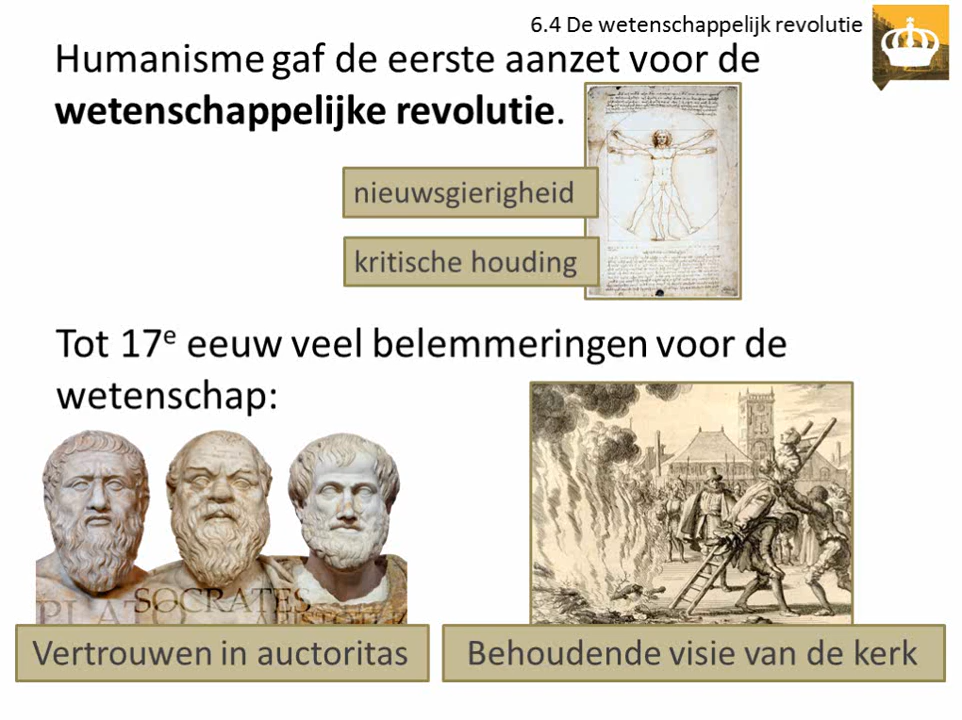 6.4 De wetenschappelijk revolutie
Humanisme gaf de eerste aanzet voor de
wetenschappelijke revolutie.
nieuwsgierigheid
kritische houding
Tot 17e eeuw veel belemmeringen voor de
wetenschap:
PLATO SOCRATES
Vertrouwen in auctoritas
Behoudende visie van de kerk